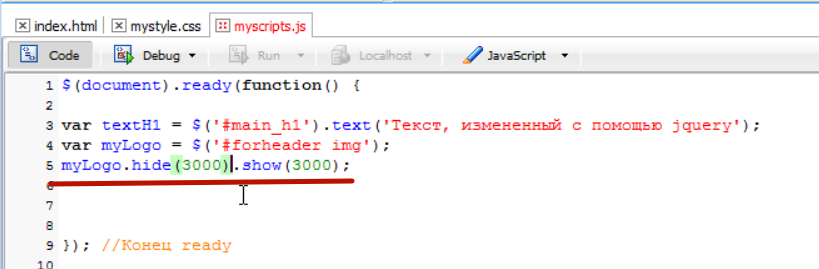 index.html mystyle.css myscripts.js
Code Debug Run Localhost JavaScript
1 $(document).ready(function() {
2
3 var textH1 = $('#main_h1').text('Текст, измененный с помощью jquery');
4 var myLogo = $('#forheader img');
5 myLogo.hide(3000).show(3000);
6
7
8
9 }); //Конец ready
10